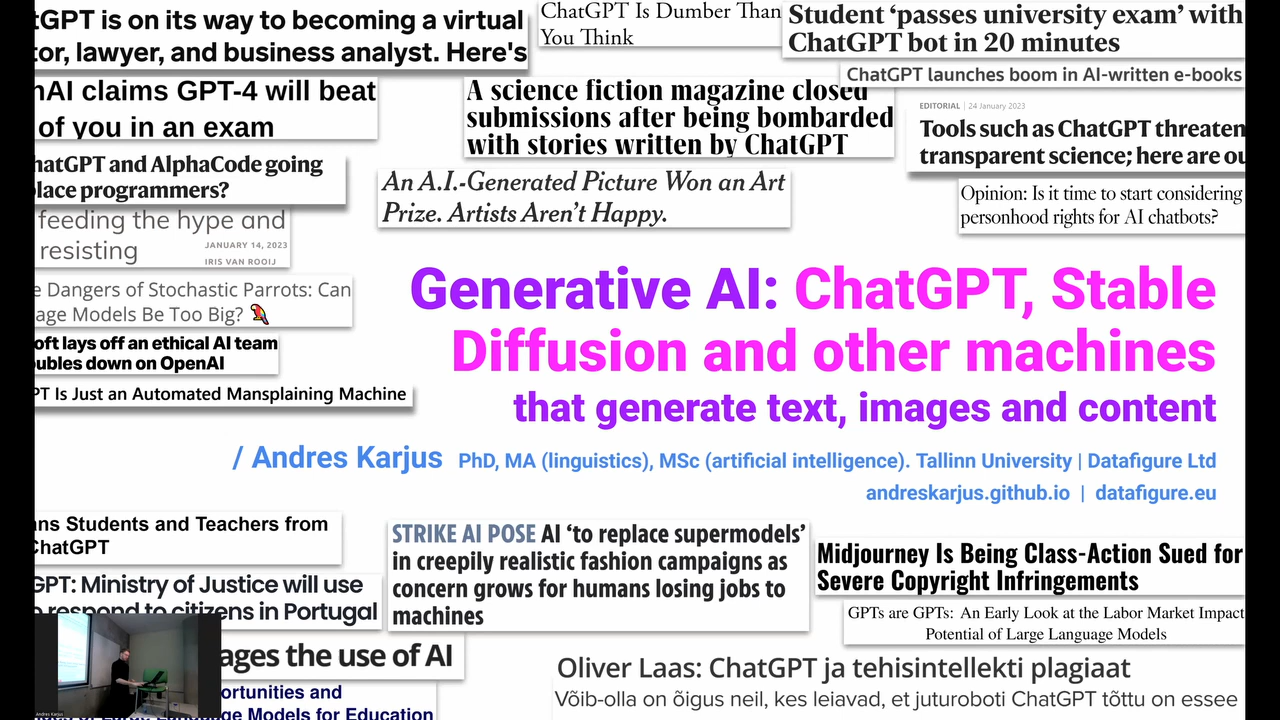 tGPT is on its way to becoming a virtual
tor, lawyer, and business analyst. Here's
ChatGPT Is Dumber Than
You Think
Student ‘passes university exam’ with
ChatGPT bot in 20 minutes
ChatGPT launches boom in AI-written e-books
nAI claims GPT-4 will beat
of you in an exam
A science fiction magazine closed
submissions after being bombarded
with stories written by ChatGPT
EDITORIAL | 24 January 2023
Tools such as ChatGPT threaten
transparent science; here are ou
hatGPT and AlphaCode going
place programmers?
An A.I.-Generated Picture Won an Art
Prize. Artists Aren’t Happy.
Opinion: Is it time to start considering
personhood rights for AI chatbots?
feeding the hype and
resisting
JANUARY 14, 2023
IRIS VAN ROOIJ
e Dangers of Stochastic Parrots: Can
age Models Be Too Big? 🦜
oft lays off an ethical AI team
oubles down on OpenAI
PT Is Just an Automated Mansplaining Machine
Generative AI: ChatGPT, Stable
Diffusion and other machines
that generate text, images and content
/ Andres Karjus PhD, MA (linguistics), MSc (artificial intelligence). Tallinn University | Datafigure Ltd
andreskarjus.github.io | datafigure.eu
ans Students and Teachers from
ChatGPT
GPT: Ministry of Justice will use
o respond to citizens in Portugal
STRIKE AI POSE AI ‘to replace supermodels’
in creepily realistic fashion campaigns as
concern grows for humans losing jobs to
machines
Midjourney Is Being Class-Action Sued for
Severe Copyright Infringements
GPTs are GPTs: An Early Look at the Labor Market Impact
Potential of Large Language Models
ages the use of AI
ortunities and
Language Models for Education
Oliver Laas: ChatGPT ja tehisintellekti plagiaat
Võib-olla on õigus neil, kes leiavad, et juturoboti ChatGPT tõttu on essee
Andres Karjus